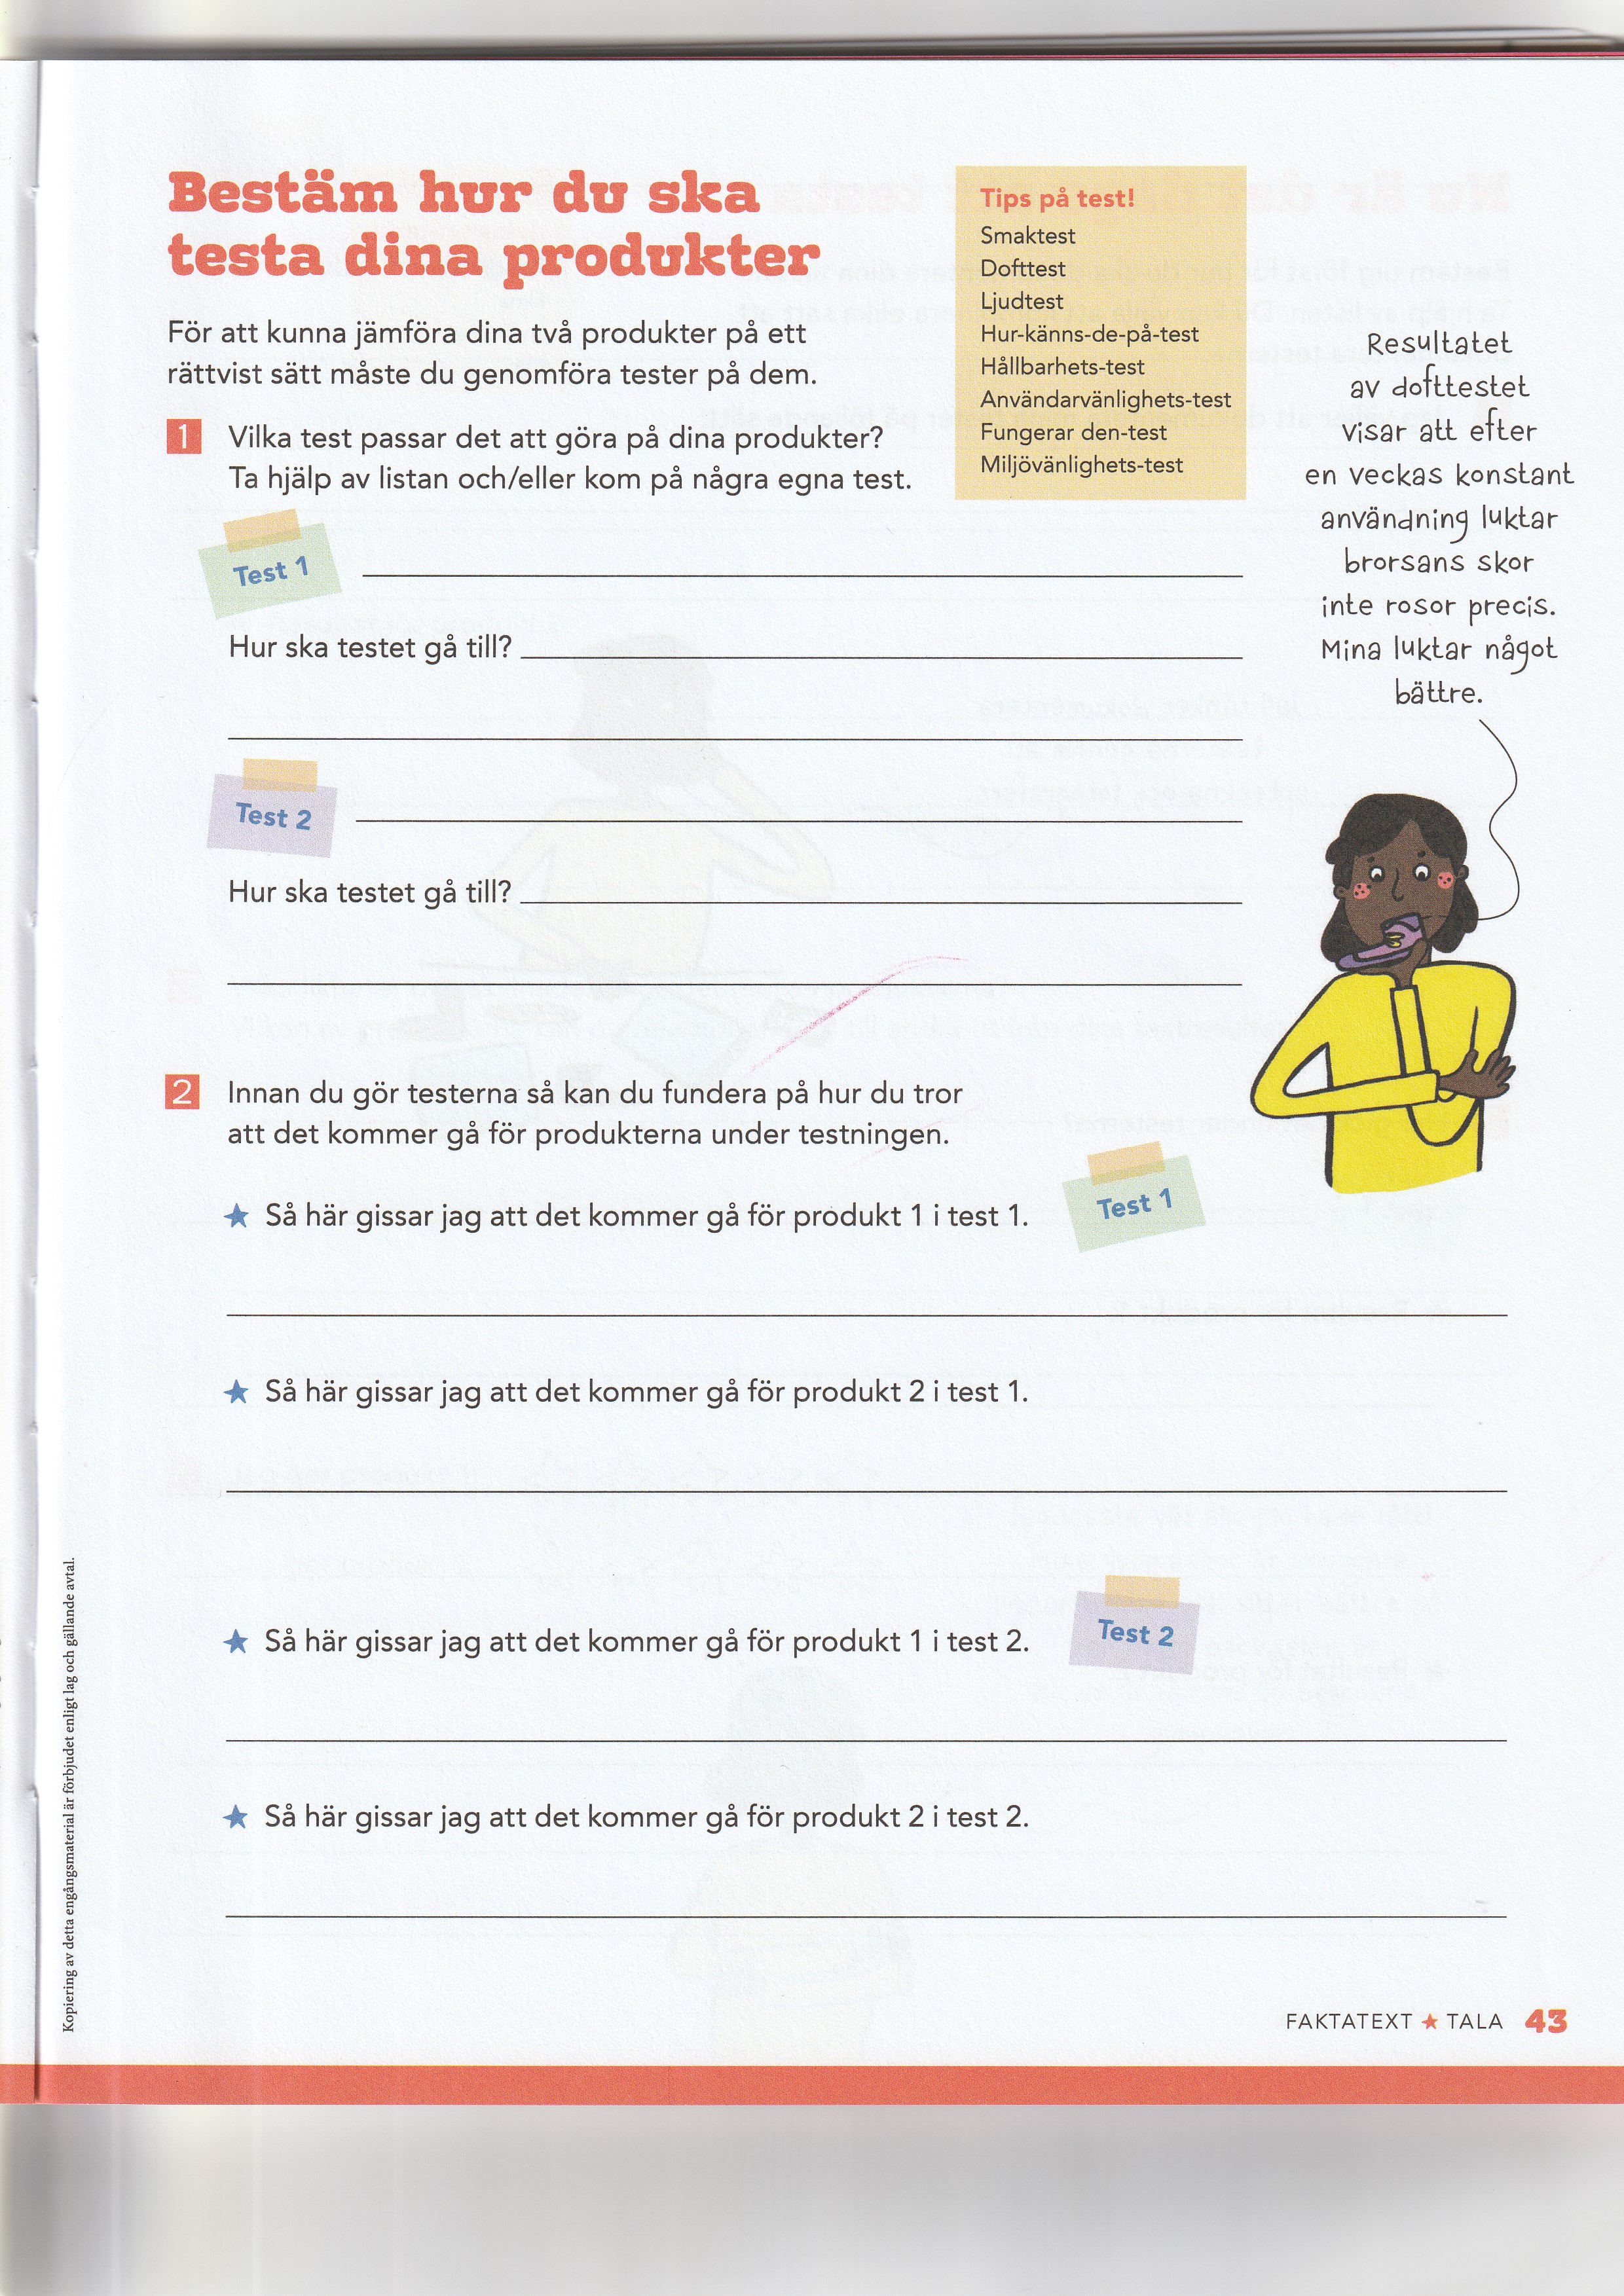 Bestäm hur du ska
testa dina produkter
För att kunna jämföra dina två produkter på ett
rättvist sätt måste du genomföra tester på dem.
1 Vilka test passar det att göra på dina produkter?
Ta hjälp av listan och/eller kom på några egna test.
Tips på test!
Smaktest
Dofttest
Ljudtest
Hur-känns-de-på-test
Hållbarhets-test
Användarvänlighets-test
Fungerar den-test
Miljövänlighets-test
Resultatet
av dofttestet
visar att efter
en veckas konstant
användning luktar
brorsans skor
inte rosor precis.
Mina luktar något
bättre.
Test 1
Hur ska testet gå till?
Test 2
Hur ska testet gå till?
2 Innan du gör testerna så kan du fundera på hur du tror
att det kommer gå för produkterna under testningen.
Så här gissar jag att det kommer gå för produkt 1 i test 1.
Test 1
Så här gissar jag att det kommer gå för produkt 2 i test 1.
Så här gissar jag att det kommer gå för produkt 1 i test 2.
Test 2
Så här gissar jag att det kommer gå för produkt 2 i test 2.
Kopiering av detta engångsmaterial är förbjudet enligt lag och gällande avtal.
FAKTATEXT ★ TALA 43